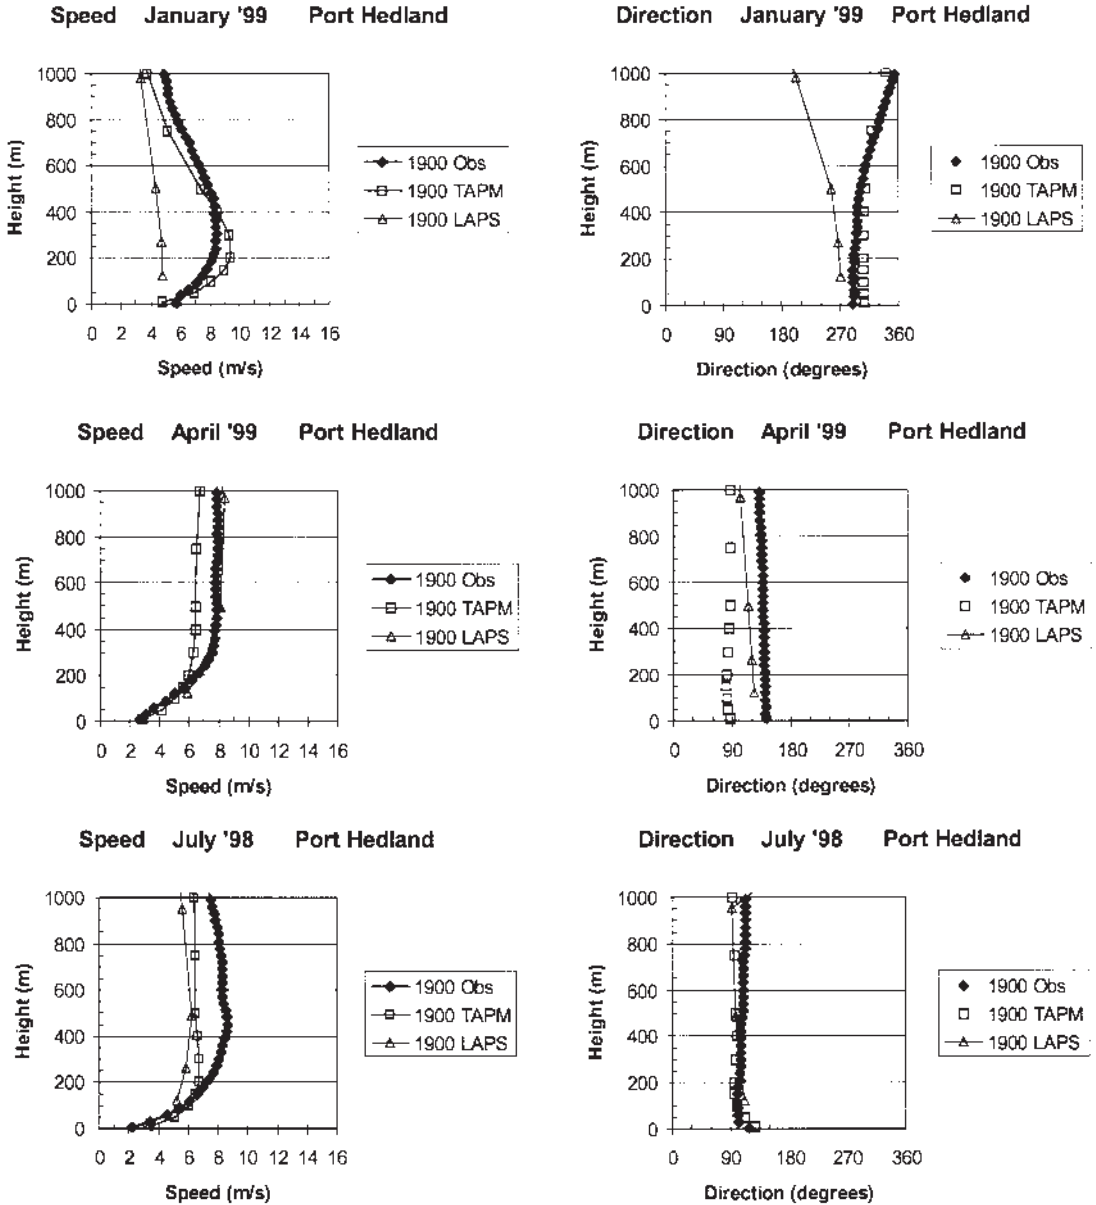 Speed January '99 Port Hedland
Height (m)
1000
800
600
400
200
0
0 2 4 6 8 10 12 14 16
Speed (m/s)
1900 Obs
1900 TAPM
1900 LAPS
Direction January '99 Port Hedland
Height (m)
1000
800
600
400
200
0
0 90 180 270 360
Direction (degrees)
1900 Obs
1900 TAPM
1900 LAPS
Speed April '99 Port Hedland
Height (m)
1000
800
600
400
200
0
0 2 4 6 8 10 12 14 16
Speed (m/s)
1900 Obs
1900 TAPM
1900 LAPS
Direction April '99 Port Hedland
Height (m)
1000
800
600
400
200
0
0 90 180 270 360
Direction (degrees)
1900 Obs
1900 TAPM
1900 LAPS
Speed July '98 Port Hedland
Height (m)
1000
800
600
400
200
0
0 2 4 6 8 10 12 14 16
Speed (m/s)
1900 Obs
1900 TAPM
1900 LAPS
Direction July '98 Port Hedland
Height (m)
1000
800
600
400
200
0
0 90 180 270 360
Direction (degrees)
1900 Obs
1900 TAPM
1900 LAPS